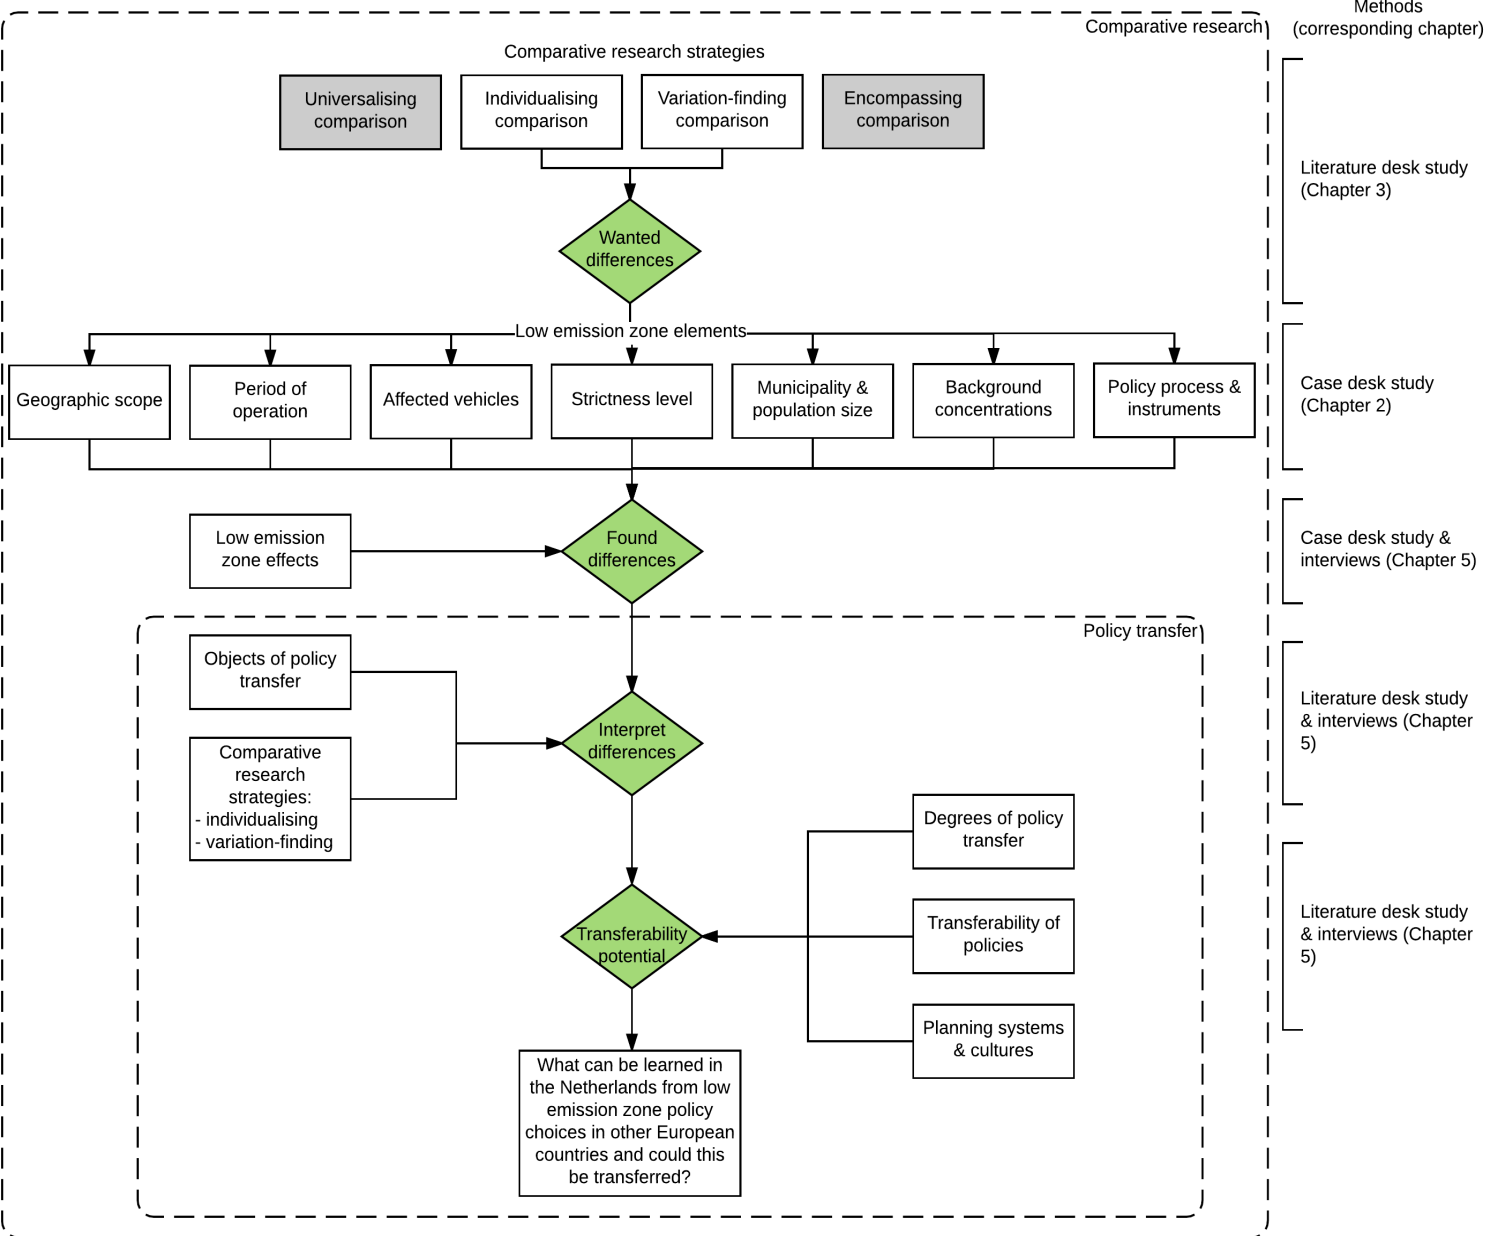 Methods
(corresponding chapter)
Comparative research
Comparative research strategies
Universalising
comparison
Individualising
comparison
Variation-finding
comparison
Encompassing
comparison
Literature desk study
(Chapter 3)
Wanted
differences
Low emission zone elements
Geographic scope
Period of
operation
Affected vehicles
Strictness level
Municipality &
population size
Background
concentrations
Policy process &
instruments
Case desk study
(Chapter 2)
Low emission
zone effects
Found
differences
Case desk study &
interviews (Chapter 5)
Policy transfer
Objects of policy
transfer
Comparative
research
strategies:
- individualising
- variation-finding
Interpret
differences
Literature desk study
& interviews (Chapter
5)
Degrees of policy
transfer
Transferability of
policies
Planning systems
& cultures
Transferability
potential
Literature desk study
& interviews (Chapter
5)
What can be learned in
the Netherlands from low
emission zone policy
choices in other European
countries and could this
be transferred?